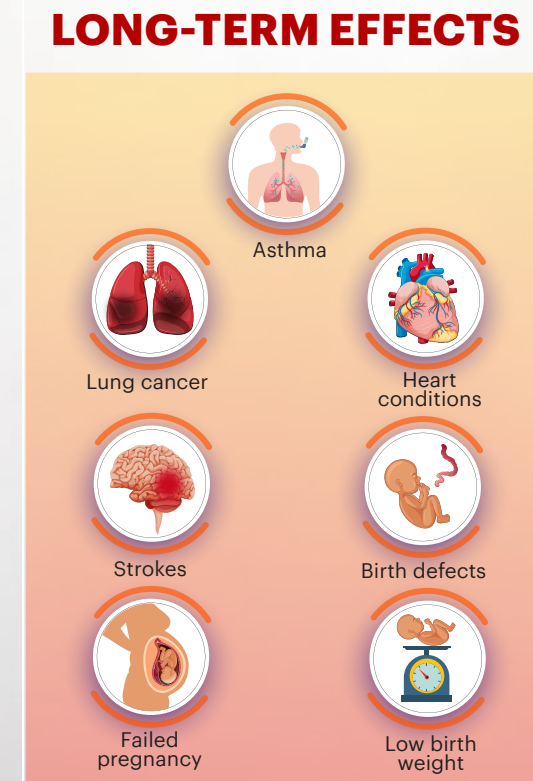 LONG-TERM EFFECTS
Asthma
Lung cancer
Heart
conditions
Strokes
Birth defects
Failed
pregnancy
Low birth
weight